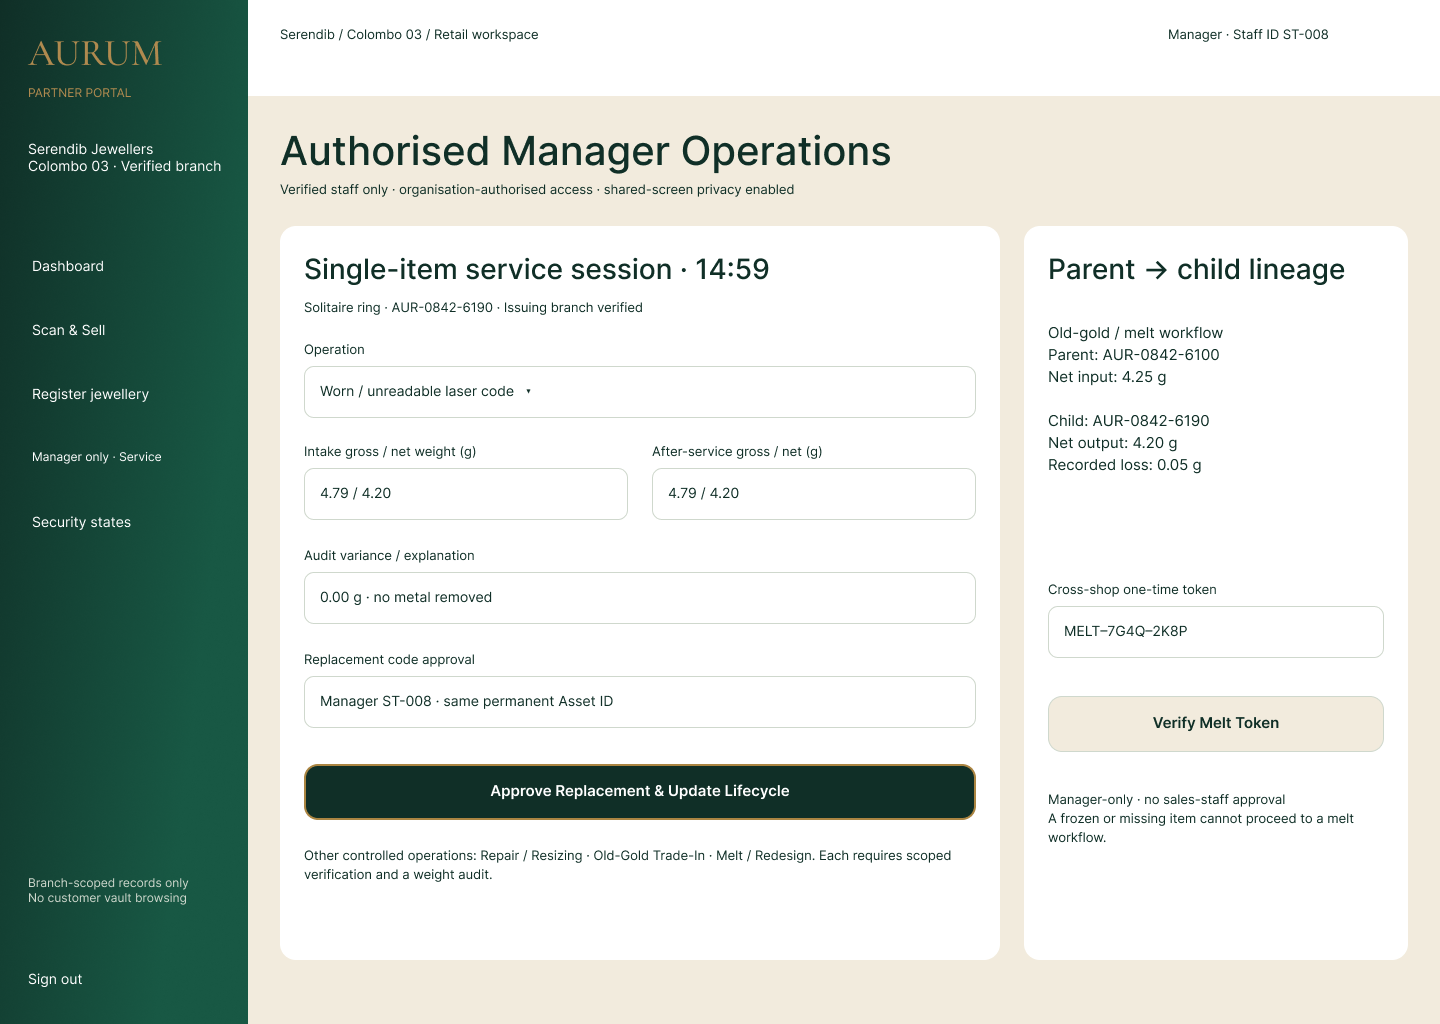 AURUM
PARTNER PORTAL
Serendib Jewellers
Colombo 03 · Verified branch
Dashboard
Scan & Sell
Register jewellery
Manager only · Service
Security states
Branch-scoped records only
No customer vault browsing
Sign out
Serendib / Colombo 03 / Retail workspace
Manager · Staff ID ST-008
Authorised Manager Operations
Verified staff only · organisation-authorised access · shared-screen privacy enabled
Single-item service session · 14:59
Solitaire ring · AUR-0842-6190 · Issuing branch verified
Operation
Worn / unreadable laser code ▾
Intake gross / net weight (g)
After-service gross / net (g)
4.79 / 4.20
4.79 / 4.20
Audit variance / explanation
0.00 g · no metal removed
Replacement code approval
Manager ST-008 · same permanent Asset ID
Approve Replacement & Update Lifecycle
Other controlled operations: Repair / Resizing · Old-Gold Trade-In · Melt / Redesign. Each requires scoped
verification and a weight audit.
Parent → child lineage
Old-gold / melt workflow
Parent: AUR-0842-6100
Net input: 4.25 g
Child: AUR-0842-6190
Net output: 4.20 g
Recorded loss: 0.05 g
Cross-shop one-time token
MELT–7G4Q–2K8P
Verify Melt Token
Manager-only · no sales-staff approval
A frozen or missing item cannot proceed to a melt
workflow.